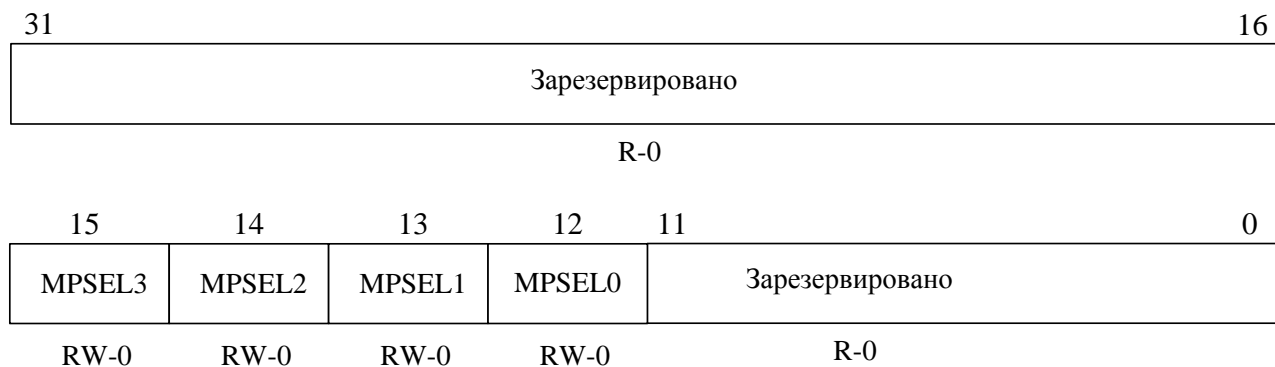 31 16
Зарезервировано
R-0
15 14 13 12 11 0
MPSEL3 MPSEL2 MPSEL1 MPSEL0 Зарезервировано
RW-0 RW-0 RW-0 RW-0 R-0